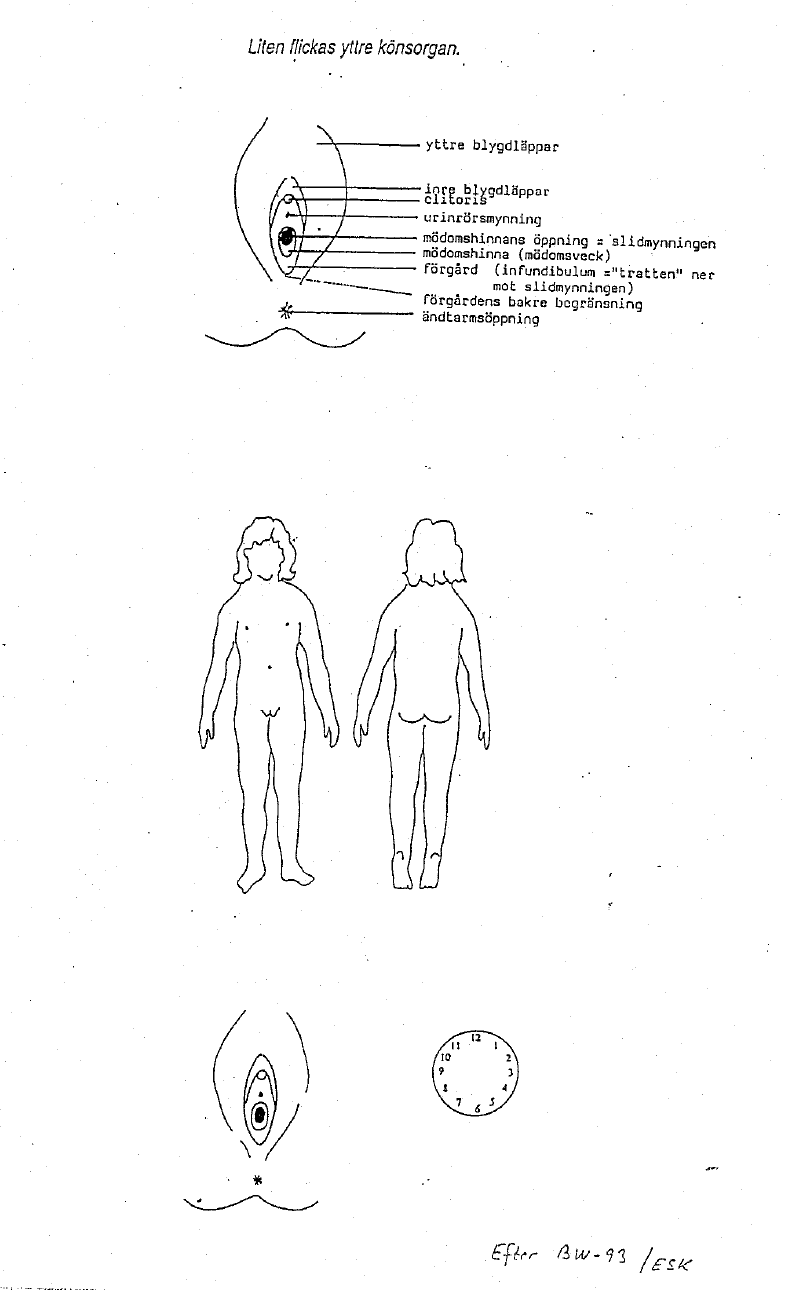 Liten flickas yttre könsorgan.
yttre blygdläppar
inre blygdläppar
clitoris
urinrörsmynning
mödomshinnans öppning = slidmynningen
mödomshinna (mödomsveck)
förgård (infundibulum ="tratten" ner
mot slidmynningen)
förgårdens bakre begränsning
ändtarmsöppning
12
11 1
10 2
9 3
8 4
7 5
6
Efter BW-93 /ESK